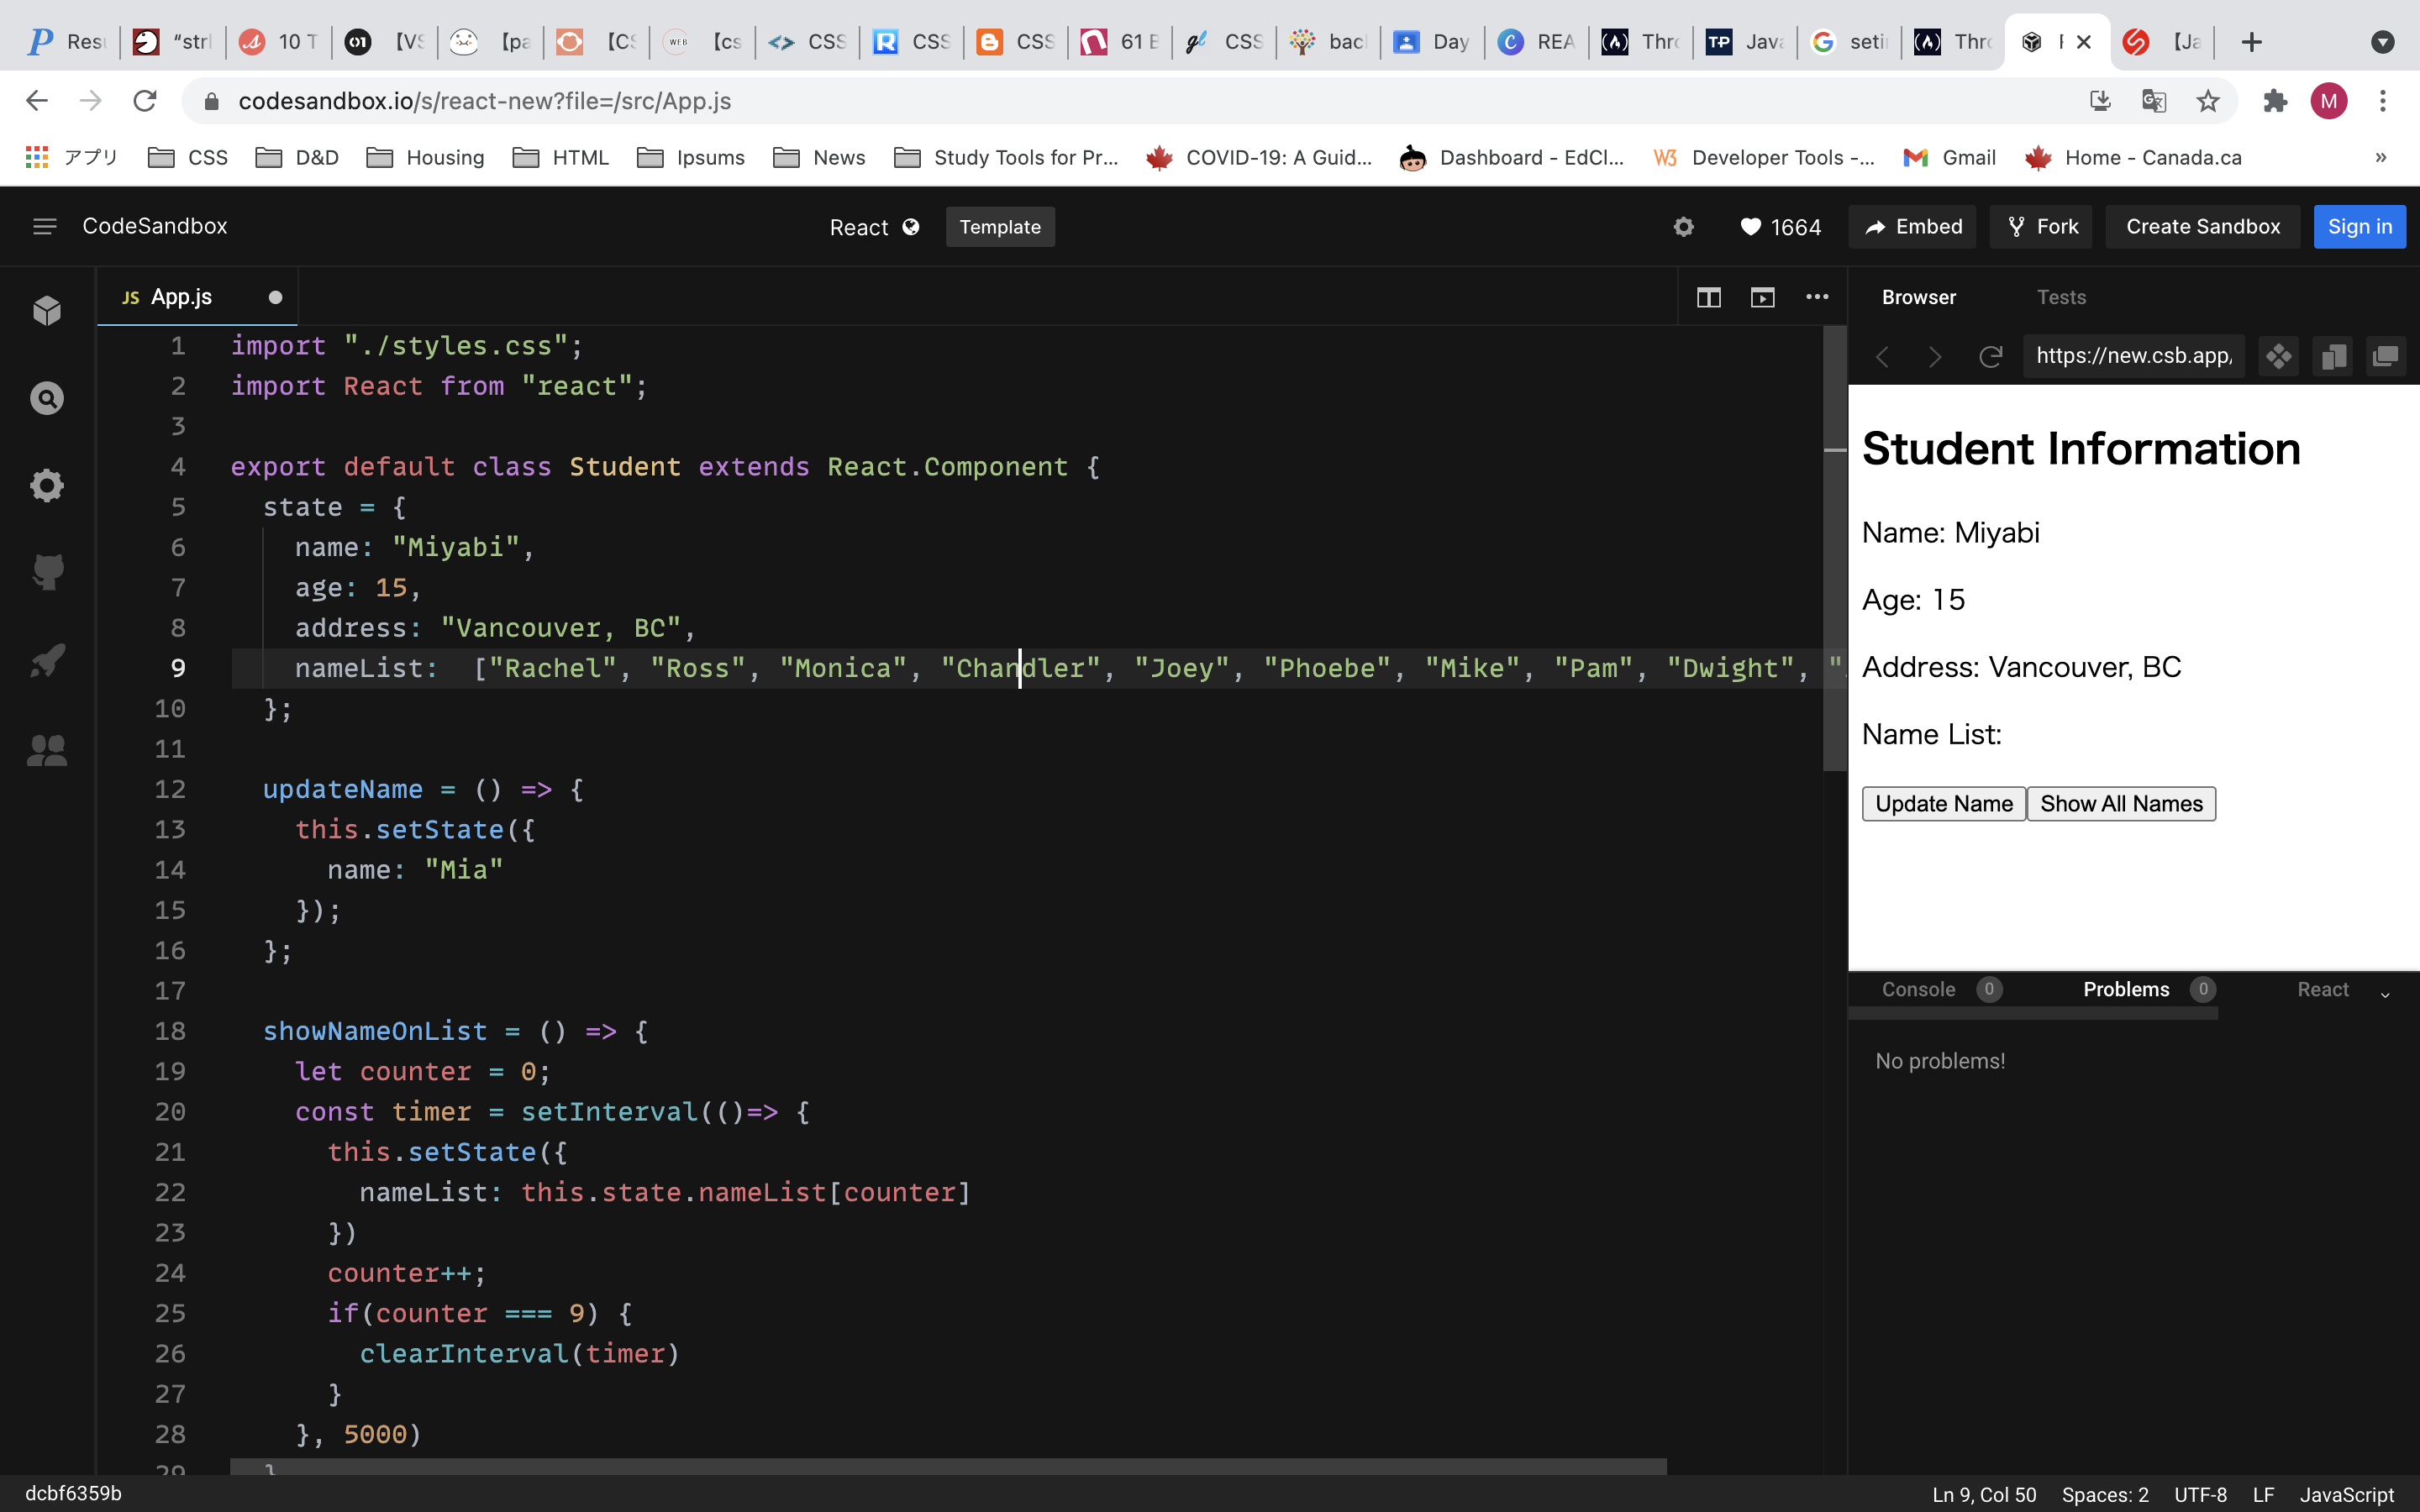 Resu "stri 10 T 【VS 【pa 【CS 【cs CSS CSS CSS 61 E CSS bacl Day REA Thro Java seti Thro 【Ja
codesandbox.io/s/react-new?file=/src/App.js
アプリ CSS D&D Housing HTML Ipsums News Study Tools for Pr... COVID-19: A Guid... Dashboard - EdCl... Developer Tools -... Gmail Home - Canada.ca »
CodeSandbox React Template 1664 Embed Fork Create Sandbox Sign in
JS App.js
1 import "./styles.css";
2 import React from "react";
3
4 export default class Student extends React.Component {
5 state = {
6 name: "Miyabi",
7 age: 15,
8 address: "Vancouver, BC",
9 nameList: ["Rachel", "Ross", "Monica", "Chandler", "Joey", "Phoebe", "Mike", "Pam", "Dwight", "
10 };
11
12 updateName = () => {
13 this.setState({
14 name: "Mia"
15 });
16 };
17
18 showNameOnList = () => {
19 let counter = 0;
20 const timer = setInterval(()=> {
21 this.setState({
22 nameList: this.state.nameList[counter]
23 })
24 counter++;
25 if(counter === 9) {
26 clearInterval(timer)
27 }
28 }, 5000)
29 }
Browser Tests
https://new.csb.app/
Student Information
Name: Miyabi
Age: 15
Address: Vancouver, BC
Name List:
Update Name Show All Names
Console 0 Problems 0 React
No problems!
dcbf6359b Ln 9, Col 50 Spaces: 2 UTF-8 LF JavaScript